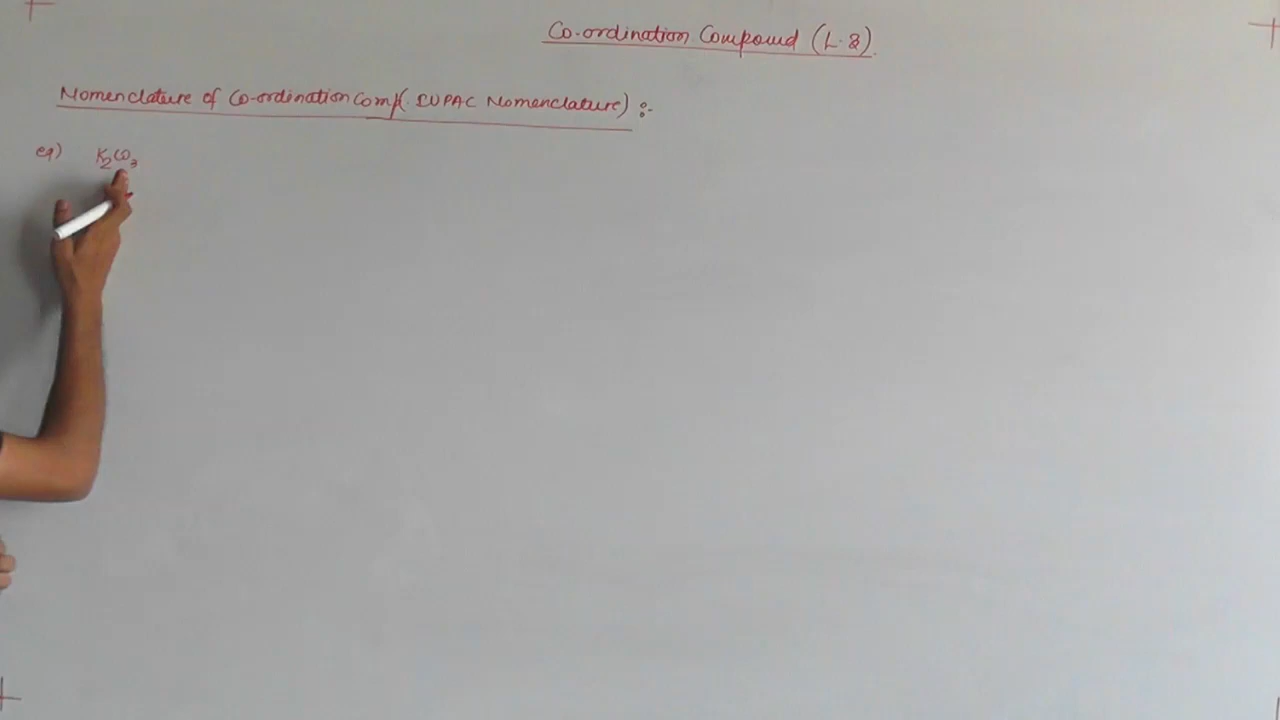 Co-ordination Compound (L.8).
Nomenclature of Co-ordination Comp(IUPAC Nomenclature) :-
eg) K₂CO₃